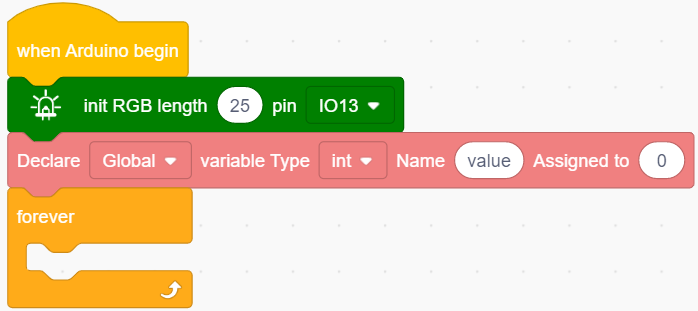 when Arduino begin
init RGB length 25 pin IO13
Declare Global variable Type int Name value Assigned to 0
forever